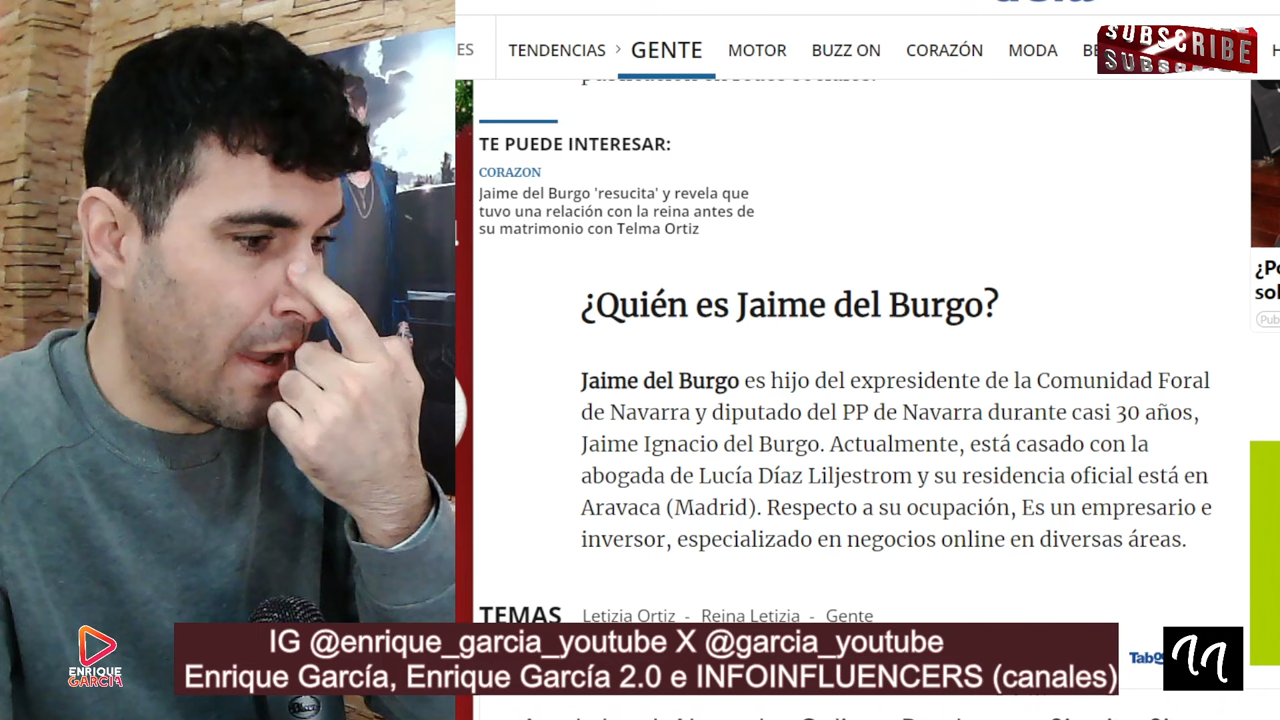 TENDENCIAS > GENTE MOTOR BUZZ ON CORAZÓN MODA
SUBSCRIBE
TE PUEDE INTERESAR:
CORAZON
Jaime del Burgo 'resucita' y revela que
tuvo una relación con la reina antes de
su matrimonio con Telma Ortiz
¿Quién es Jaime del Burgo?
Jaime del Burgo es hijo del expresidente de la Comunidad Foral
de Navarra y diputado del PP de Navarra durante casi 30 años,
Jaime Ignacio del Burgo. Actualmente, está casado con la
abogada de Lucía Díaz Liljestrom y su residencia oficial está en
Aravaca (Madrid). Respecto a su ocupación, Es un empresario e
inversor, especializado en negocios online en diversas áreas.
TEMAS Letizia Ortiz - Reina Letizia - Gente
IG @enrique_garcia_youtube X @garcia_youtube
Enrique García, Enrique García 2.0 e INFOINFLUENCERS (canales)
ENRIQUE
GARCÍA